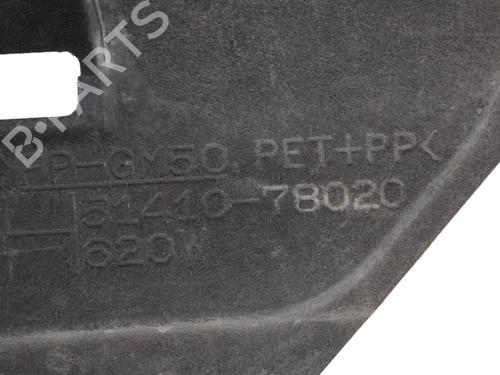 B-PARTS
P-GM50. PET+PP<
51410-78020
620W